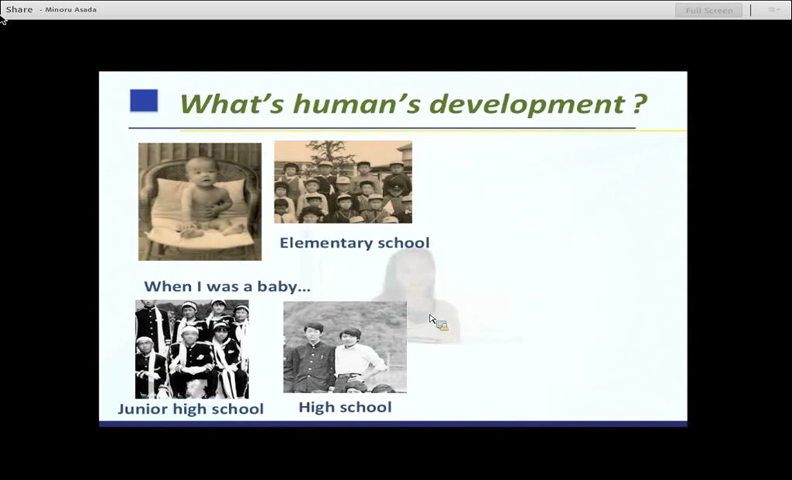 Share - Minoru Asada
Full Screen
What's human's development ?
Elementary school
When I was a baby...
Junior high school
High school